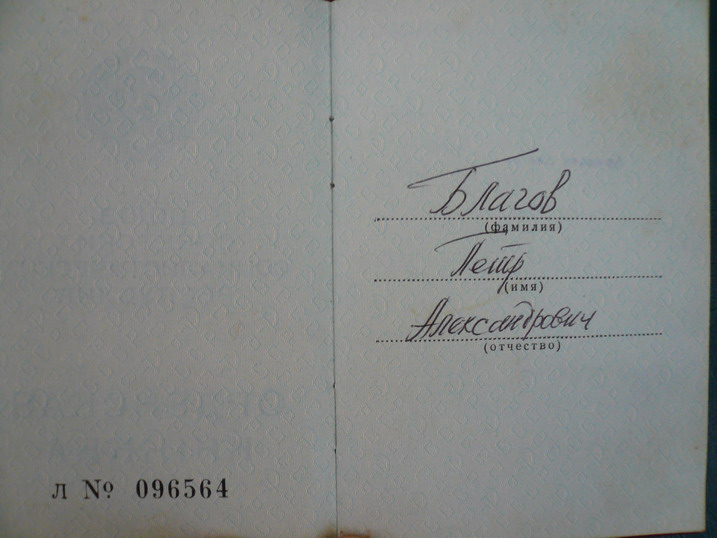 Л № 096564
Благов
(фамилия)
Петр
(имя)
Александрович
(отчество)